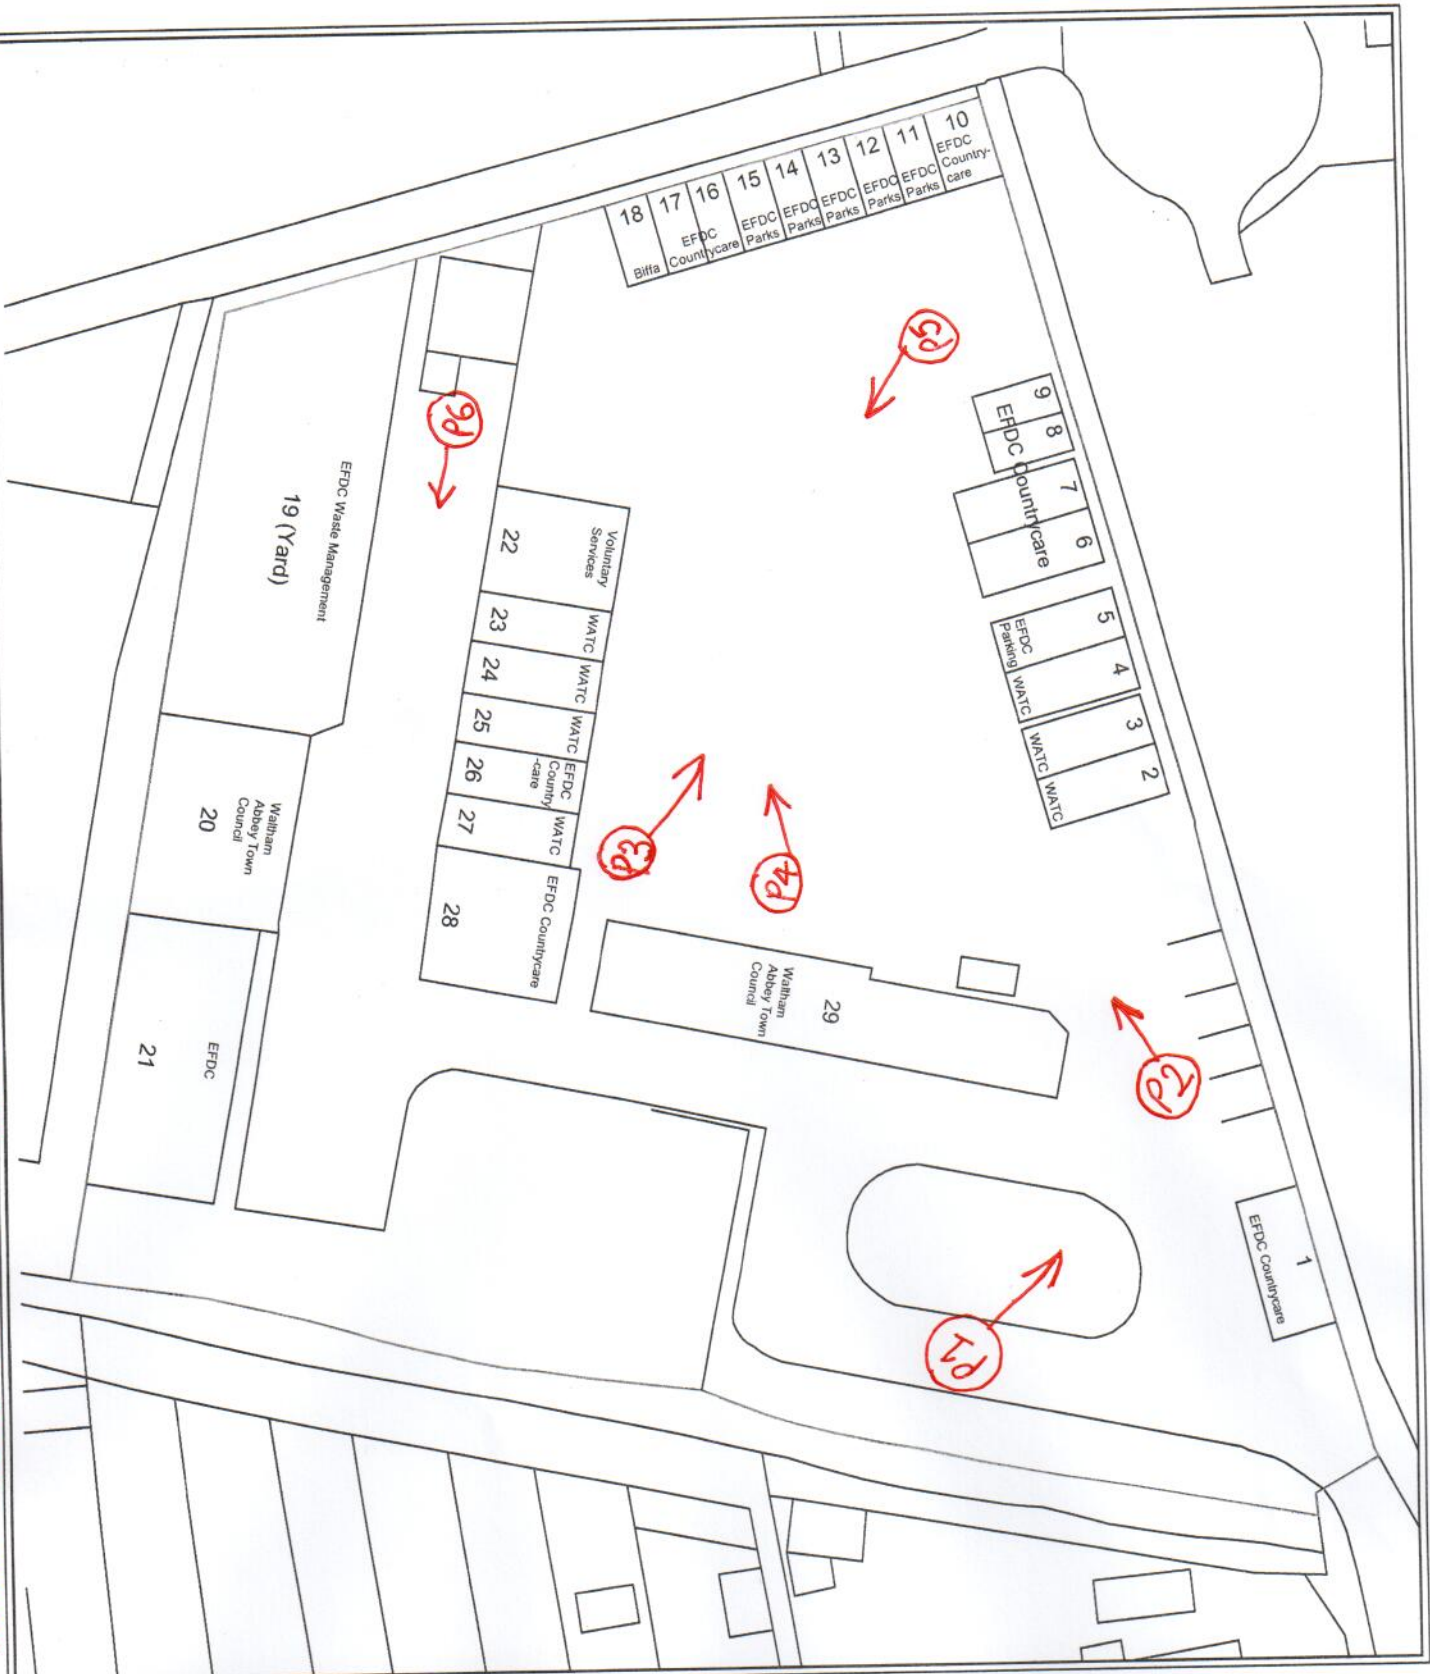 10
EFDC
Country-
care
11
EFDC
Parks
12
EFDC
Parks
13
EFDC
Parks
14
EFDC
Parks
15
EFDC
Parks
16
17
EFDC
Countrycare
18
Biffa
P5
9
8
7
6
EFDC Countrycare
5
EFDC
Parking
4
WATC
3
WATC
2
WATC
P6
EFDC Waste Management
19 (Yard)
Voluntary
Services
22
WATC
23
WATC
24
WATC
25
EFDC
Country
-care
26
WATC
27
EFDC Countrycare
28
P3
P4
Waltham
Abbey Town
Council
20
EFDC
21
Waltham
Abbey Town
Council
29
P2
P1
1
EFDC Countrycare